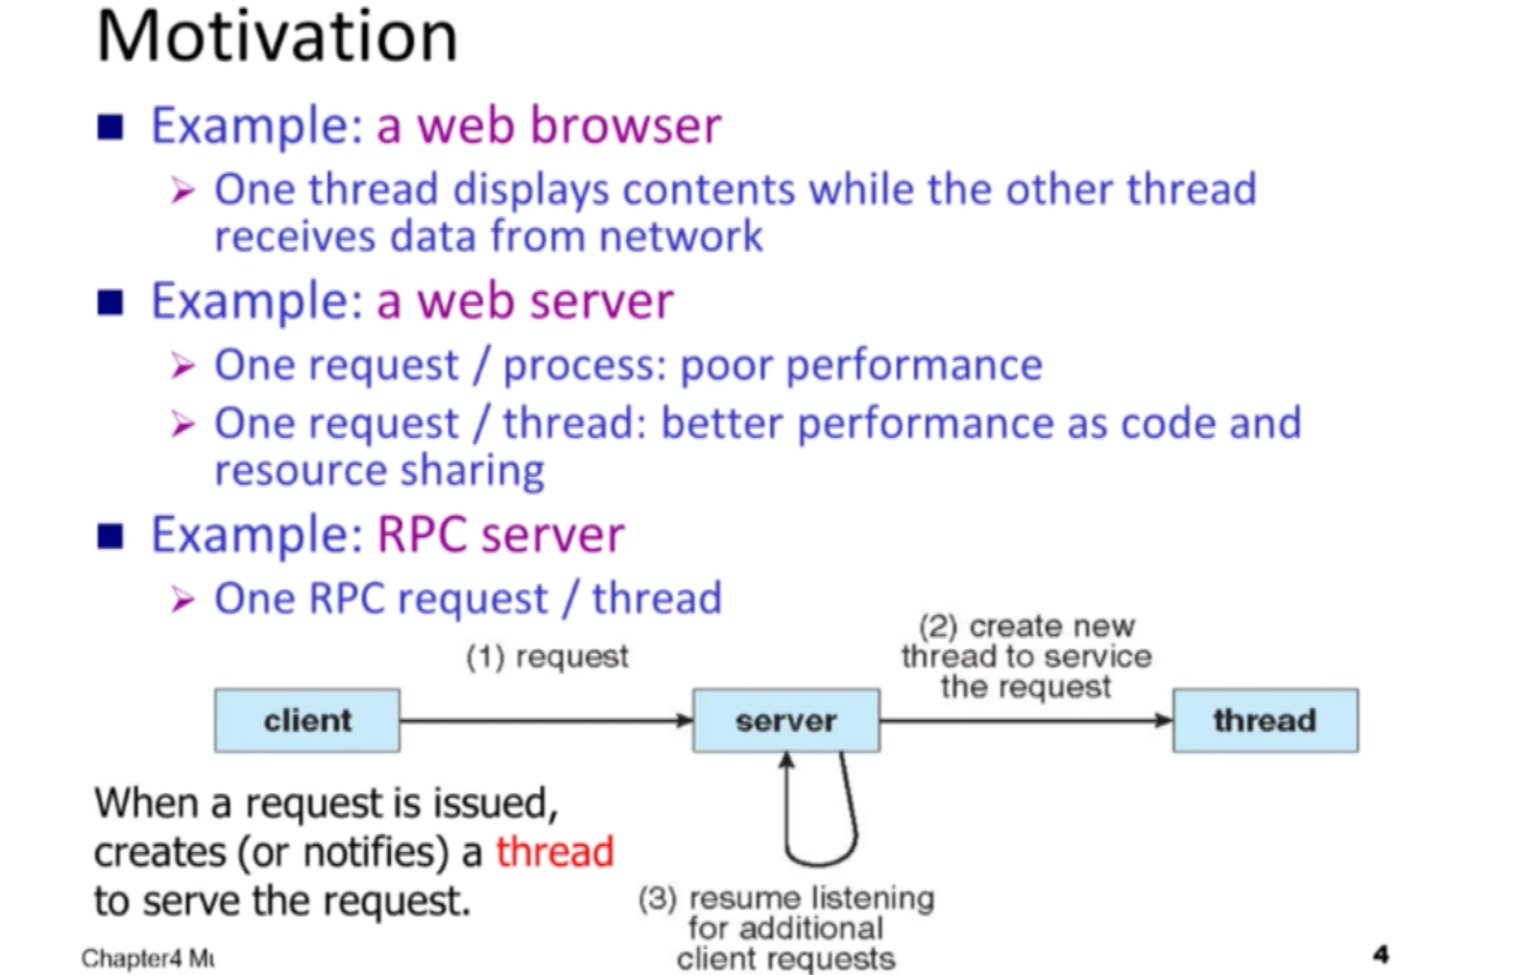 Motivation
Example: a web browser
One thread displays contents while the other thread
receives data from network
Example: a web server
One request / process: poor performance
One request / thread: better performance as code and
resource sharing
Example: RPC server
One RPC request / thread
(1) request
(2) create new
thread to service
the request
client
server
thread
When a request is issued,
creates (or notifies) a thread
to serve the request.
(3) resume listening
for additional
client requests
Chapter4
4